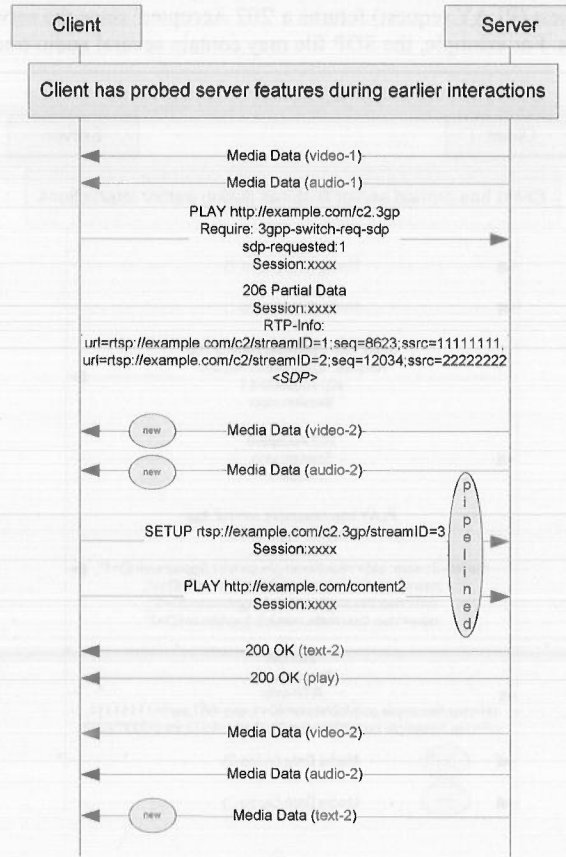 Client
Server
Client has probed server features during earlier interactions
Media Data (video-1)
Media Data (audio-1)
PLAY http://example.com/c2.3gp
Require: 3gpp-switch-req-sdp
sdp-requested:1
Session:xxxx
206 Partial Data
Session:xxxx
RTP-Info:
url=rtsp://example.com/c2/streamID=1;seq=8623;ssrc=11111111,
url=rtsp://example.com/c2/streamID=2;seq=12034;ssrc=22222222
<SDP>
new
Media Data (video-2)
new
Media Data (audio-2)
pipelined
SETUP rtsp://example.com/c2.3gp/streamID=3
Session:xxxx
PLAY http://example.com/content2
Session:xxxx
200 OK (text-2)
200 OK (play)
Media Data (video-2)
Media Data (audio-2)
new
Media Data (text-2)